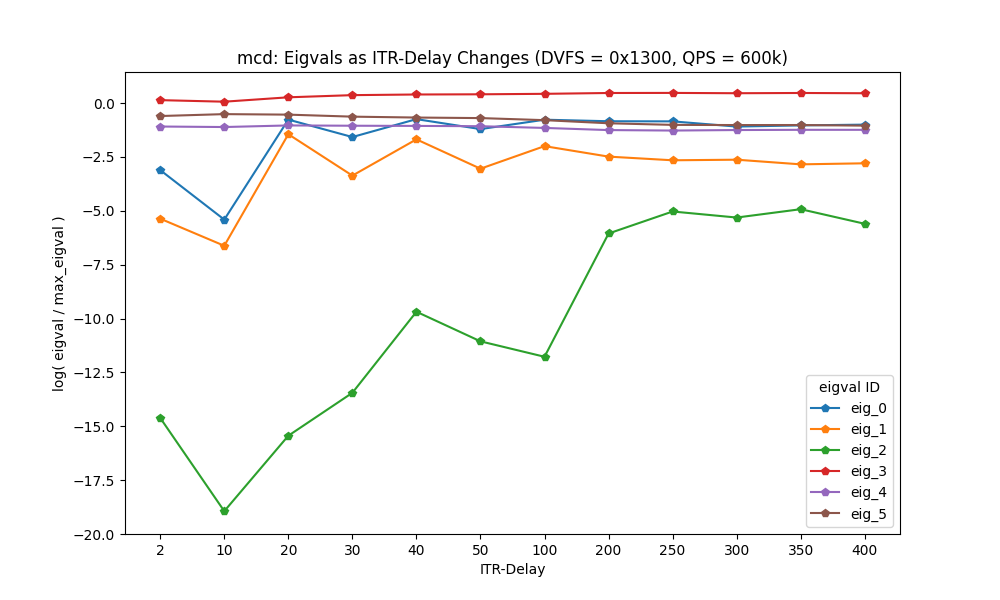 mcd: Eigvals as ITR-Delay Changes (DVFS = 0x1300, QPS = 600k)
log( eigval / max_eigval )
0.0
−2.5
−5.0
−7.5
−10.0
−12.5
−15.0
−17.5
−20.0
eigval ID
eig_0
eig_1
eig_2
eig_3
eig_4
eig_5
2 10 20 30 40 50 100 200 250 300 350 400
ITR-Delay